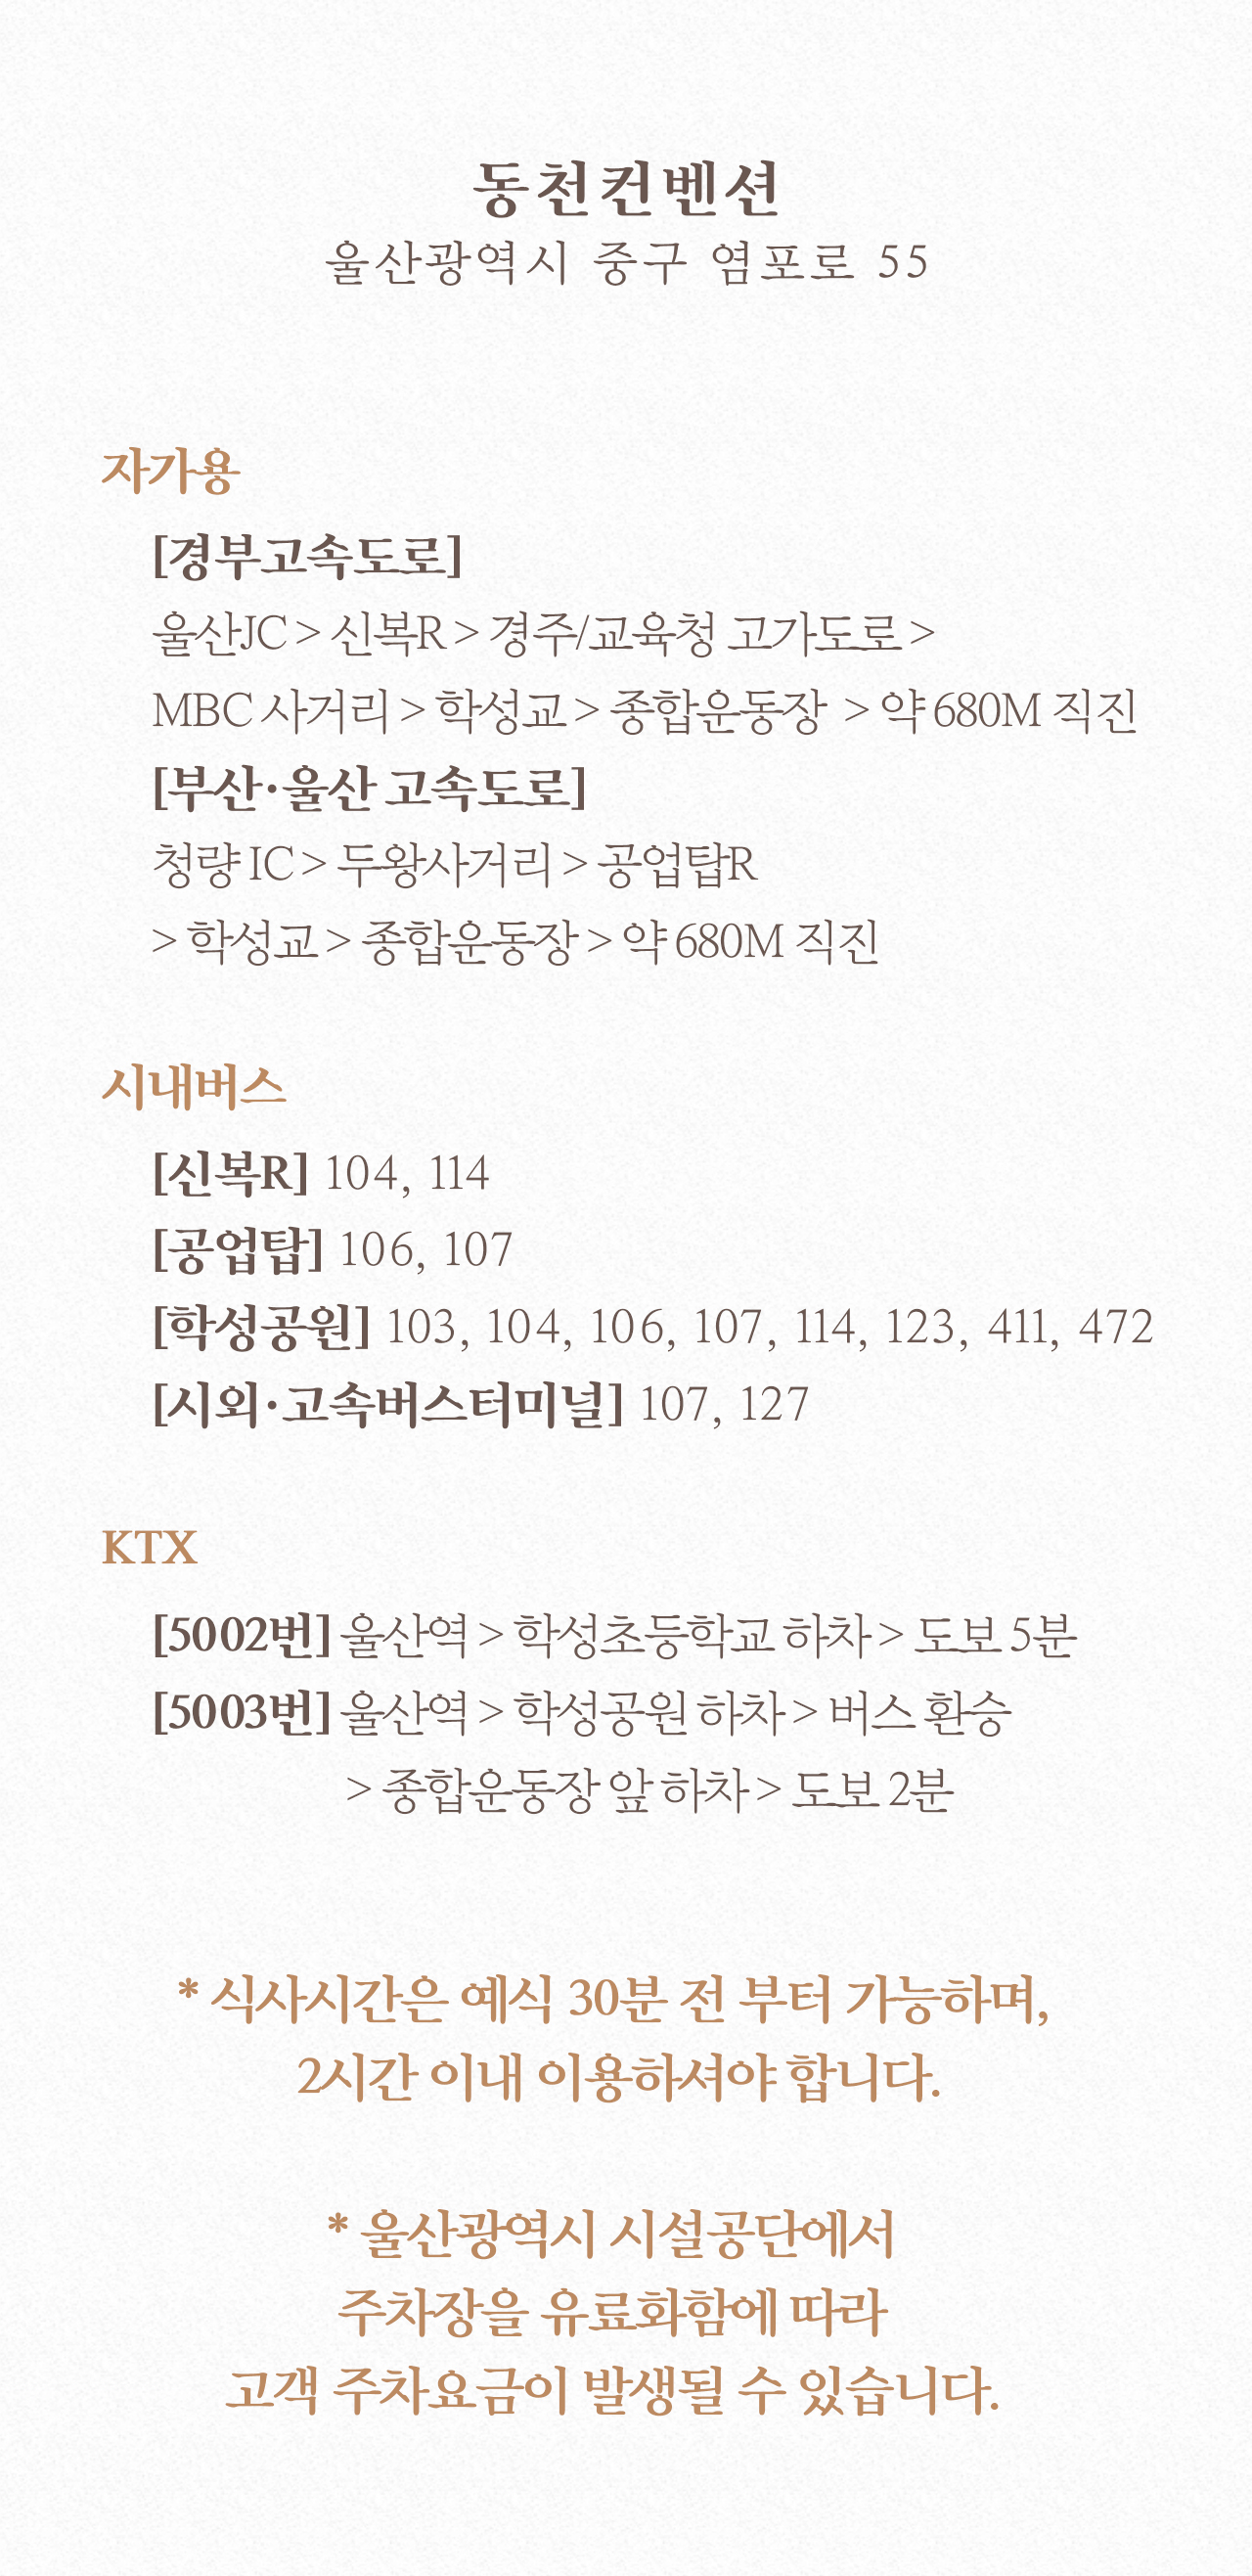 동천컨벤션
울산광역시 중구 염포로 55
자가용
[경부고속도로]
울산JC > 신복R > 경주/교육청 고가도로 >
MBC 사거리 > 학성교 > 종합운동장 > 약 680M 직진
[부산·울산 고속도로]
청량 IC > 두왕사거리 > 공업탑R
> 학성교 > 종합운동장 > 약 680M 직진
시내버스
[신복R] 104, 114
[공업탑] 106, 107
[학성공원] 103, 104, 106, 107, 114, 123, 411, 472
[시외·고속버스터미널] 107, 127
KTX
[5002번] 울산역 > 학성초등학교 하차 > 도보 5분
[5003번] 울산역 > 학성공원 하차 > 버스 환승
> 종합운동장 앞 하차 > 도보 2분
* 식사시간은 예식 30분 전 부터 가능하며,
2시간 이내 이용하셔야 합니다.
* 울산광역시 시설공단에서
주차장을 유료화함에 따라
고객 주차요금이 발생될 수 있습니다.